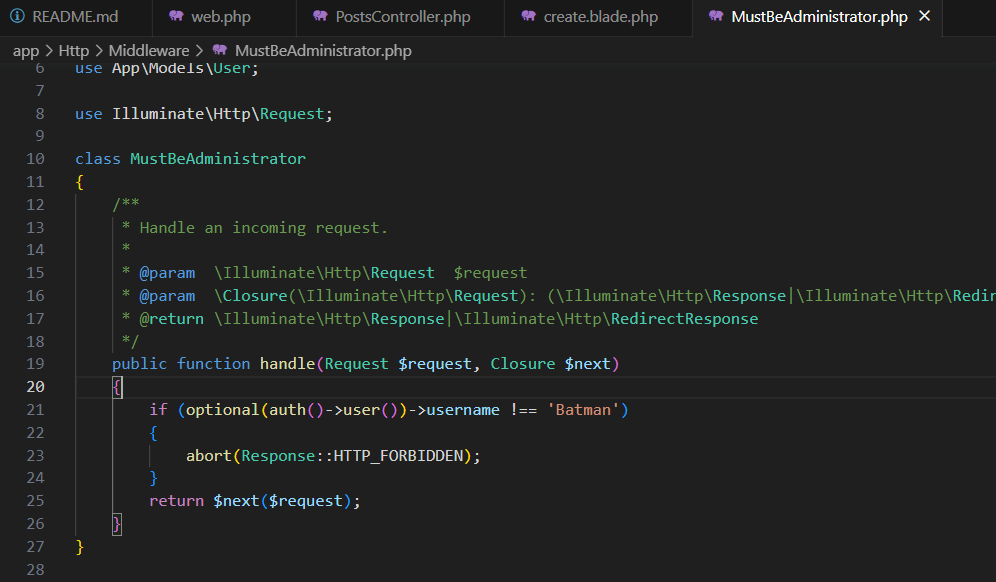 README.md web.php PostsController.php create.blade.php MustBeAdministrator.php ×
app > Http > Middleware > MustBeAdministrator.php
6 use App\Models\User;
7
8 use Illuminate\Http\Request;
9
10 class MustBeAdministrator
11 {
12 /**
13 * Handle an incoming request.
14 *
15 * @param  \Illuminate\Http\Request  $request
16 * @param  \Closure(\Illuminate\Http\Request): (\Illuminate\Http\Response|\Illuminate\Http\Redir
17 * @return \Illuminate\Http\Response|\Illuminate\Http\RedirectResponse
18 */
19 public function handle(Request $request, Closure $next)
20 {
21 if (optional(auth()->user())->username !== 'Batman')
22 {
23 abort(Response::HTTP_FORBIDDEN);
24 }
25 return $next($request);
26 }
27 }
28